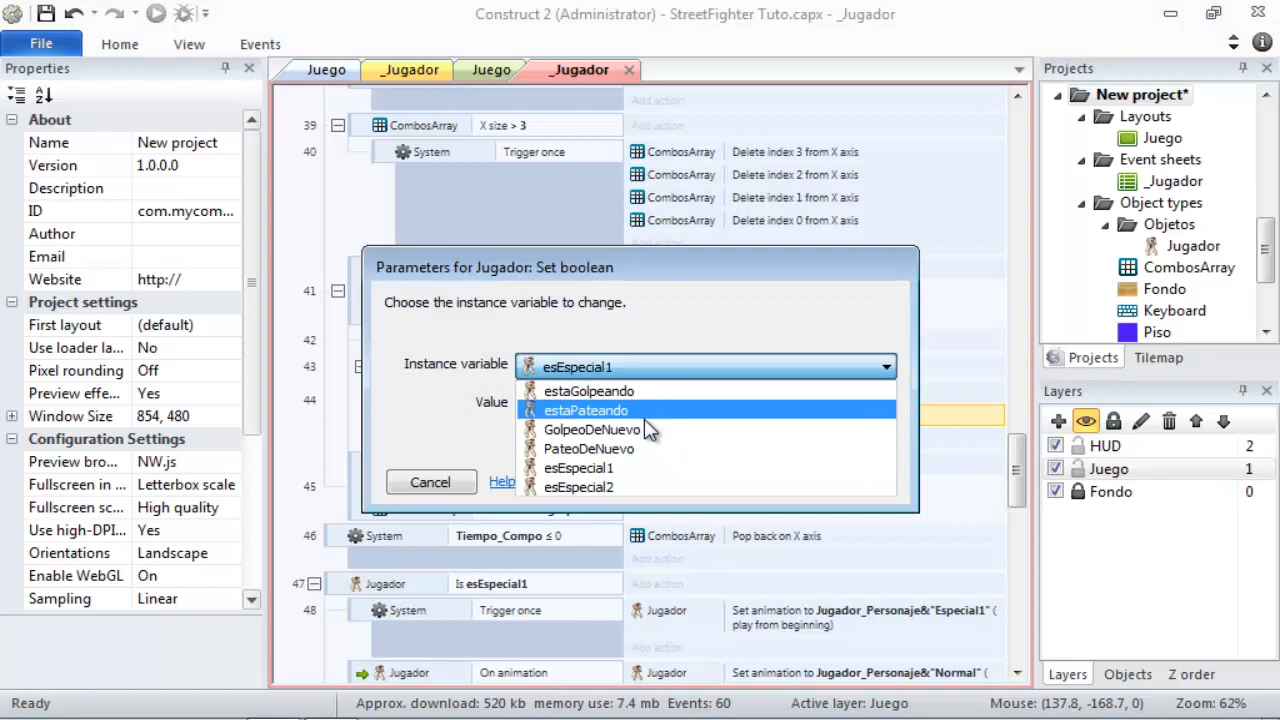 Construct 2 (Administrator) - StreetFighter Tuto.capx - _Jugador
File Home View Events
Properties
About
Name New project
Version 1.0.0.0
Description
ID com.mycom...
Author
Email
Website http://
Project settings
First layout (default)
Use loader la... No
Pixel rounding Off
Preview effe... Yes
Window Size 854, 480
Configuration Settings
Preview bro... NW.js
Fullscreen in ... Letterbox scale
Fullscreen sc... High quality
Use high-DPI... Yes
Orientations Landscape
Enable WebGL On
Sampling Linear
Juego _Jugador Juego _Jugador
Add action
39 CombosArray X size > 3 Add action
40 System Trigger once CombosArray Delete index 3 from X axis
CombosArray Delete index 2 from X axis
CombosArray Delete index 1 from X axis
CombosArray Delete index 0 from X axis
41
42
43
44
45
Parameters for Jugador: Set boolean
Choose the instance variable to change.
Instance variable esEspecial1
Value
estaGolpeando
estaPateando
GolpeoDeNuevo
PateoDeNuevo
esEspecial1
esEspecial2
Cancel Help
46 System Tiempo_Compo ≤ 0 CombosArray Pop back on X axis
Add action
47 Jugador Is esEspecial1 Add action
48 System Trigger once Jugador Set animation to Jugador_Personaje&"Especial1" (
play from beginning)
Add action
Jugador On animation Jugador Set animation to Jugador_Personaje&"Normal" (
Projects
New project*
Layouts
Juego
Event sheets
_Jugador
Object types
Objetos
Jugador
CombosArray
Fondo
Keyboard
Piso
Projects Tilemap
Layers
HUD 2
Juego 1
Fondo 0
Layers Objects Z order
Ready Approx. download: 520 kb memory use: 7.4 mb Events: 60 Active layer: Juego Mouse: (137.8, -168.7, 0) Zoom: 62%